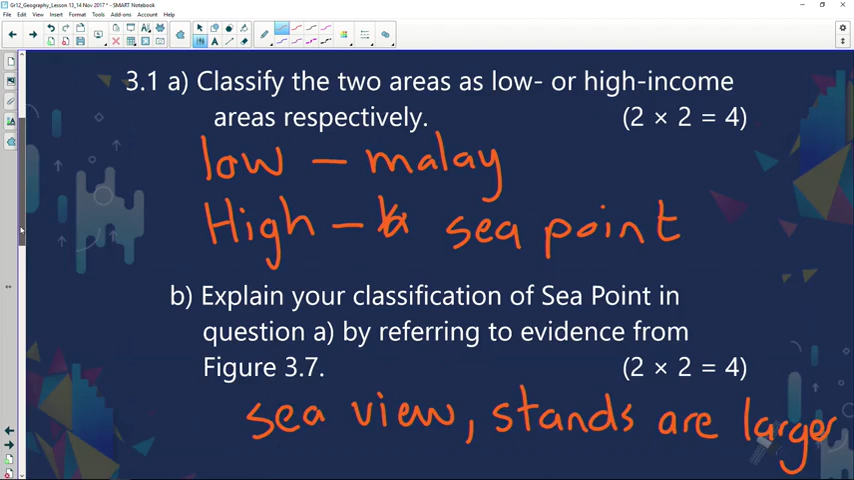 Gr12_Geography_Lesson 13_14 Nov 2017 * - SMART Notebook
File Edit View Insert Format Tools Add-ons Account Help
3.1 a) Classify the two areas as low- or high-income
areas respectively. (2 × 2 = 4)
low – malay
High – sea point
b) Explain your classification of Sea Point in
question a) by referring to evidence from
Figure 3.7. (2 × 2 = 4)
sea view, stands are larger